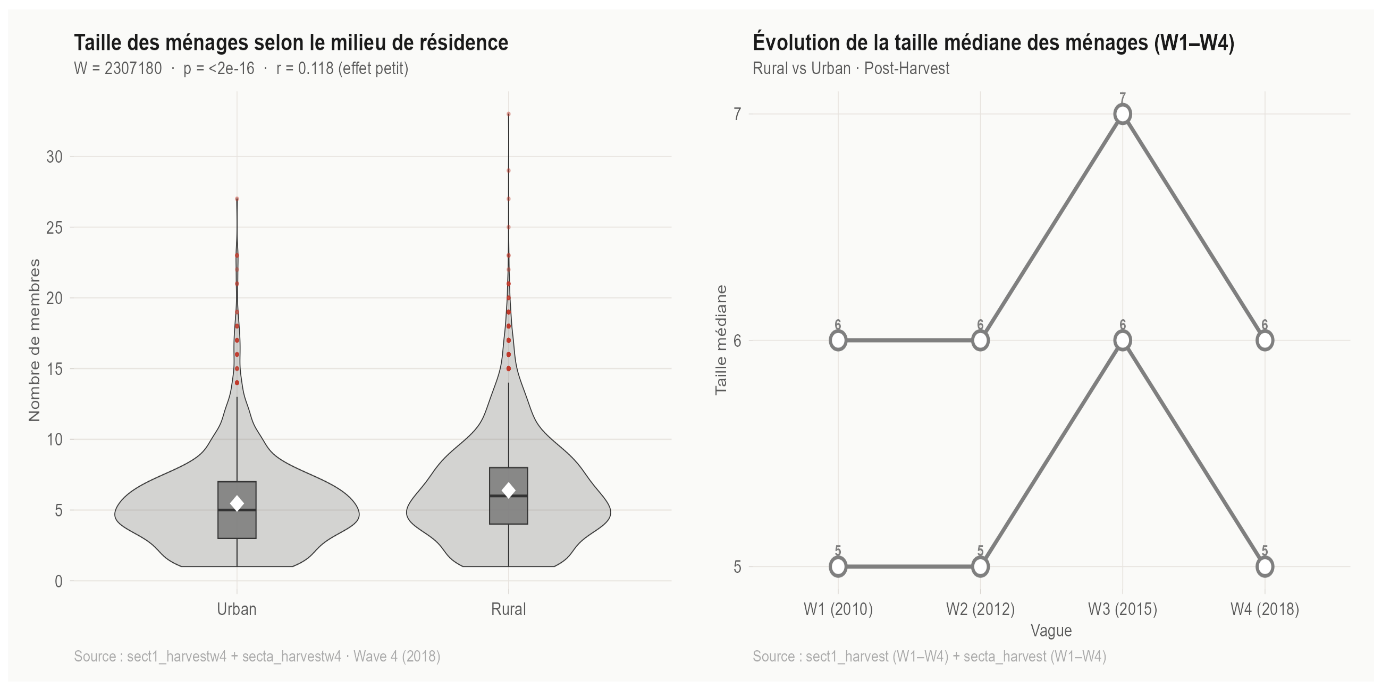 Taille des ménages selon le milieu de résidence
W = 2307180 · p = <2e-16 · r = 0.118 (effet petit)
Nombre de membres
30
25
20
15
10
5
0
Urban
Rural
Source : sect1_harvestw4 + secta_harvestw4 · Wave 4 (2018)
Évolution de la taille médiane des ménages (W1–W4)
Rural vs Urban · Post-Harvest
Taille médiane
7
6
5
7
6
6
6
6
5
5
5
W1 (2010)
W2 (2012)
W3 (2015)
W4 (2018)
Vague
Source : sect1_harvest (W1–W4) + secta_harvest (W1–W4)